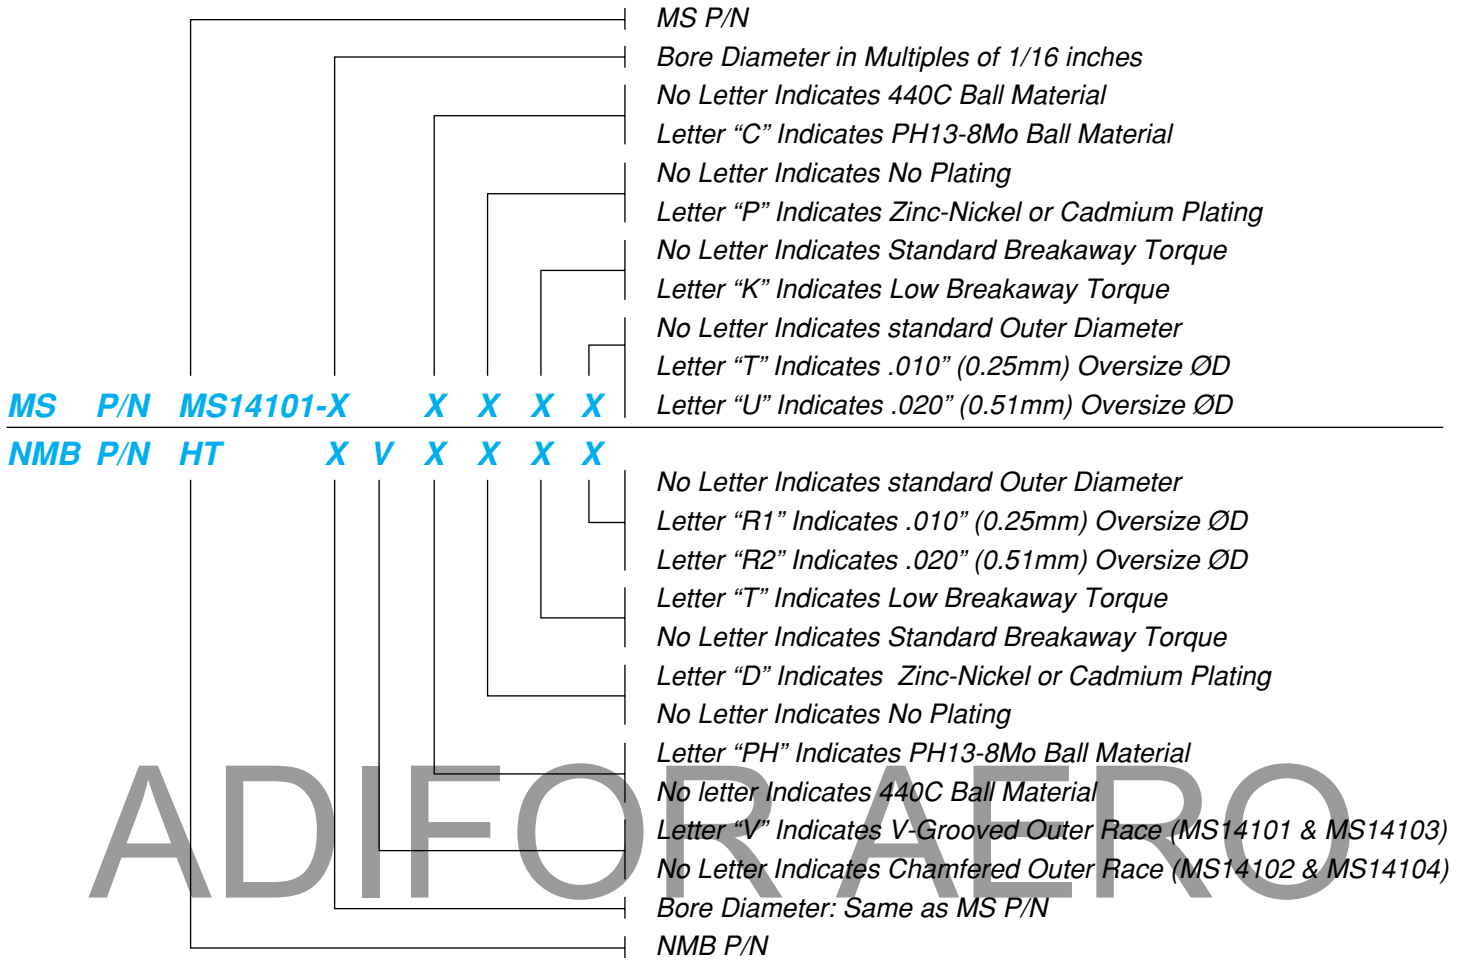 MS P/N
Bore Diameter in Multiples of 1/16 inches
No Letter Indicates 440C Ball Material
Letter “C” Indicates PH13-8Mo Ball Material
No Letter Indicates No Plating
Letter “P” Indicates Zinc-Nickel or Cadmium Plating
No Letter Indicates Standard Breakaway Torque
Letter “K” Indicates Low Breakaway Torque
No Letter Indicates standard Outer Diameter
Letter “T” Indicates .010” (0.25mm) Oversize ØD
MS P/N MS14101-X X X X X Letter “U” Indicates .020” (0.51mm) Oversize ØD
NMB P/N HT X V X X X X
No Letter Indicates standard Outer Diameter
Letter “R1” Indicates .010” (0.25mm) Oversize ØD
Letter “R2” Indicates .020” (0.51mm) Oversize ØD
Letter “T” Indicates Low Breakaway Torque
No Letter Indicates Standard Breakaway Torque
Letter “D” Indicates Zinc-Nickel or Cadmium Plating
No Letter Indicates No Plating
Letter “PH” Indicates PH13-8Mo Ball Material
No letter Indicates 440C Ball Material
Letter “V” Indicates V-Grooved Outer Race (MS14101 & MS14103)
No Letter Indicates Chamfered Outer Race (MS14102 & MS14104)
Bore Diameter: Same as MS P/N
NMB P/N
ADIFOR AERO